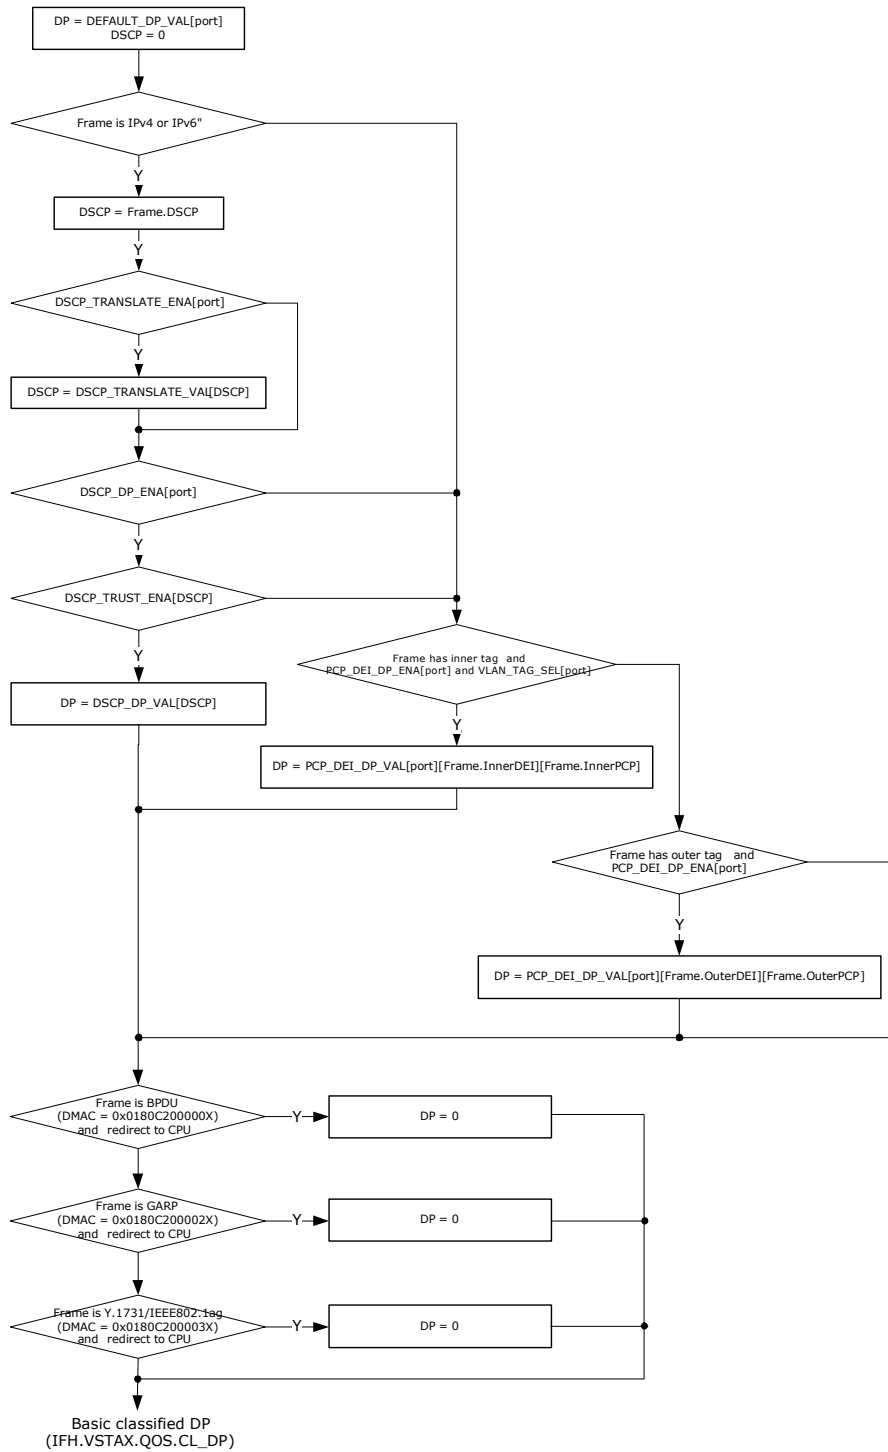 DP = DEFAULT_DP_VAL[port]
DSCP = 0
Frame is IPv4 or IPv6"
Y
DSCP = Frame.DSCP
Y
DSCP_TRANSLATE_ENA[port]
Y
DSCP = DSCP_TRANSLATE_VAL[DSCP]
DSCP_DP_ENA[port]
Y
DSCP_TRUST_ENA[DSCP]
Y
DP = DSCP_DP_VAL[DSCP]
Frame has inner tag and
PCP_DEI_DP_ENA[port] and VLAN_TAG_SEL[port]
Y
DP = PCP_DEI_DP_VAL[port][Frame.InnerDEI][Frame.InnerPCP]
Frame has outer tag and
PCP_DEI_DP_ENA[port]
Y
DP = PCP_DEI_DP_VAL[port][Frame.OuterDEI][Frame.OuterPCP]
Frame is BPDU
(DMAC = 0x0180C200000X)
and redirect to CPU
Y
DP = 0
Frame is GARP
(DMAC = 0x0180C200002X)
and redirect to CPU
Y
DP = 0
Frame is Y.1731/IEEE802.1ag
(DMAC = 0x0180C200003X)
and redirect to CPU
Y
DP = 0
Basic classified DP
(IFH.VSTAX.QOS.CL_DP)